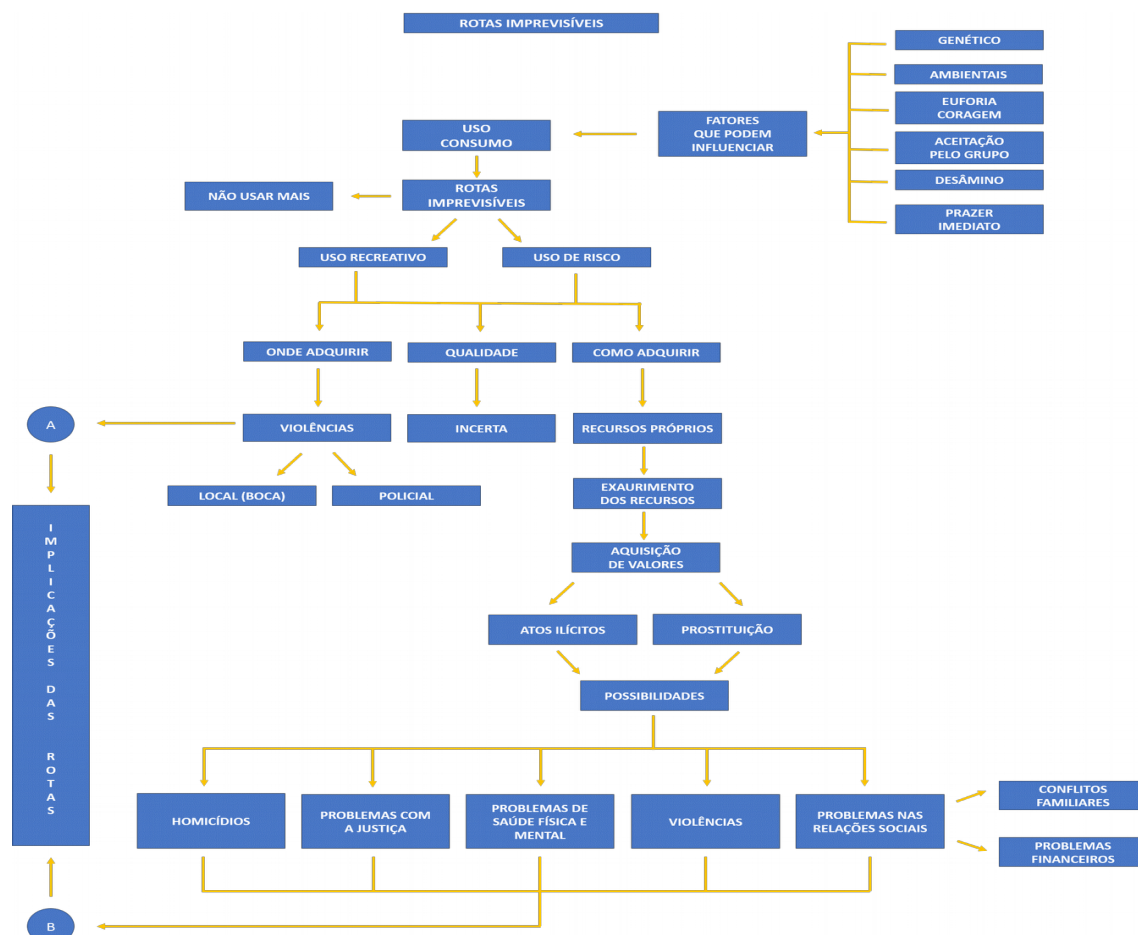 ROTAS IMPREVISÍVEIS
GENÉTICO
AMBIENTAIS
EUFORIA
CORAGEM
ACEITAÇÃO
PELO GRUPO
DESÂMINO
PRAZER
IMEDIATO
FATORES
QUE PODEM
INFLUENCIAR
USO
CONSUMO
NÃO USAR MAIS
ROTAS
IMPREVISÍVEIS
USO RECREATIVO
USO DE RISCO
ONDE ADQUIRIR
QUALIDADE
COMO ADQUIRIR
A
VIOLÊNCIAS
INCERTA
RECURSOS PRÓPRIOS
LOCAL (BOCA)
POLICIAL
EXAURIMENTO
DOS RECURSOS
AQUISIÇÃO
DE VALORES
ATOS ILÍCITOS
PROSTITUIÇÃO
POSSIBILIDADES
IMPLICAÇÕES DAS ROTAS
HOMICÍDIOS
PROBLEMAS COM
A JUSTIÇA
PROBLEMAS DE
SAÚDE FÍSICA E
MENTAL
VIOLÊNCIAS
PROBLEMAS NAS
RELAÇÕES SOCIAIS
CONFLITOS
FAMILIARES
PROBLEMAS
FINANCEIROS
B